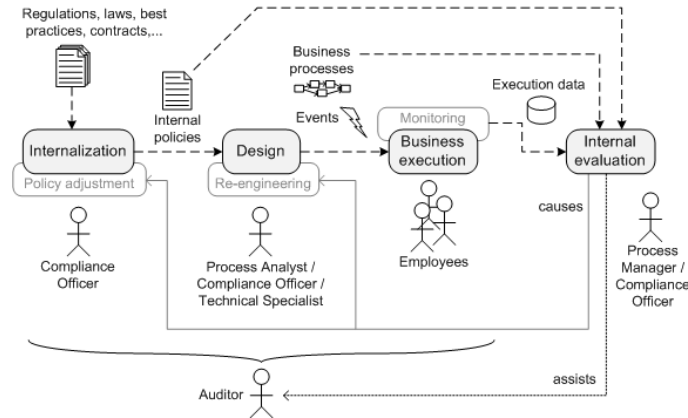 Regulations, laws, best
practices, contracts,...
Business
processes
Execution data
Internal
policies
Events
Monitoring
Internalization
Design
Business
execution
Internal
evaluation
Policy adjustment
Re-engineering
causes
Compliance
Officer
Process Analyst /
Compliance Officer /
Technical Specialist
Employees
Process
Manager /
Compliance
Officer
Auditor
assists